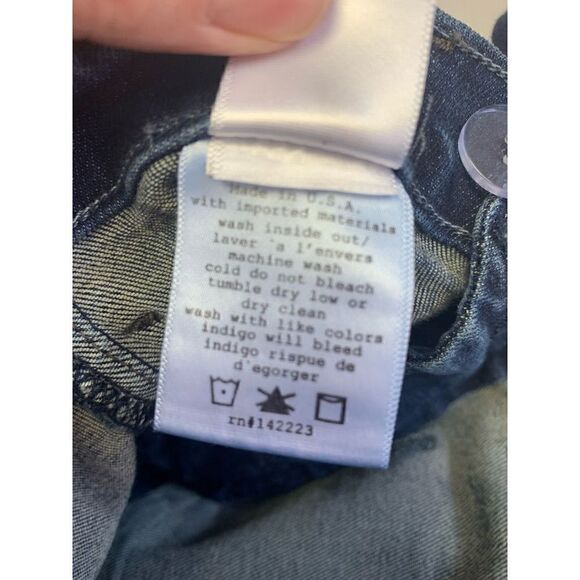 Made in U.S.A.
with imported materials
wash inside out/
laver 'a l'envers
machine wash
cold do not bleach
tumble dry low or
dry clean
wash with like colors
indigo will bleed
indigo rispue de
d'egorger
rn#142223